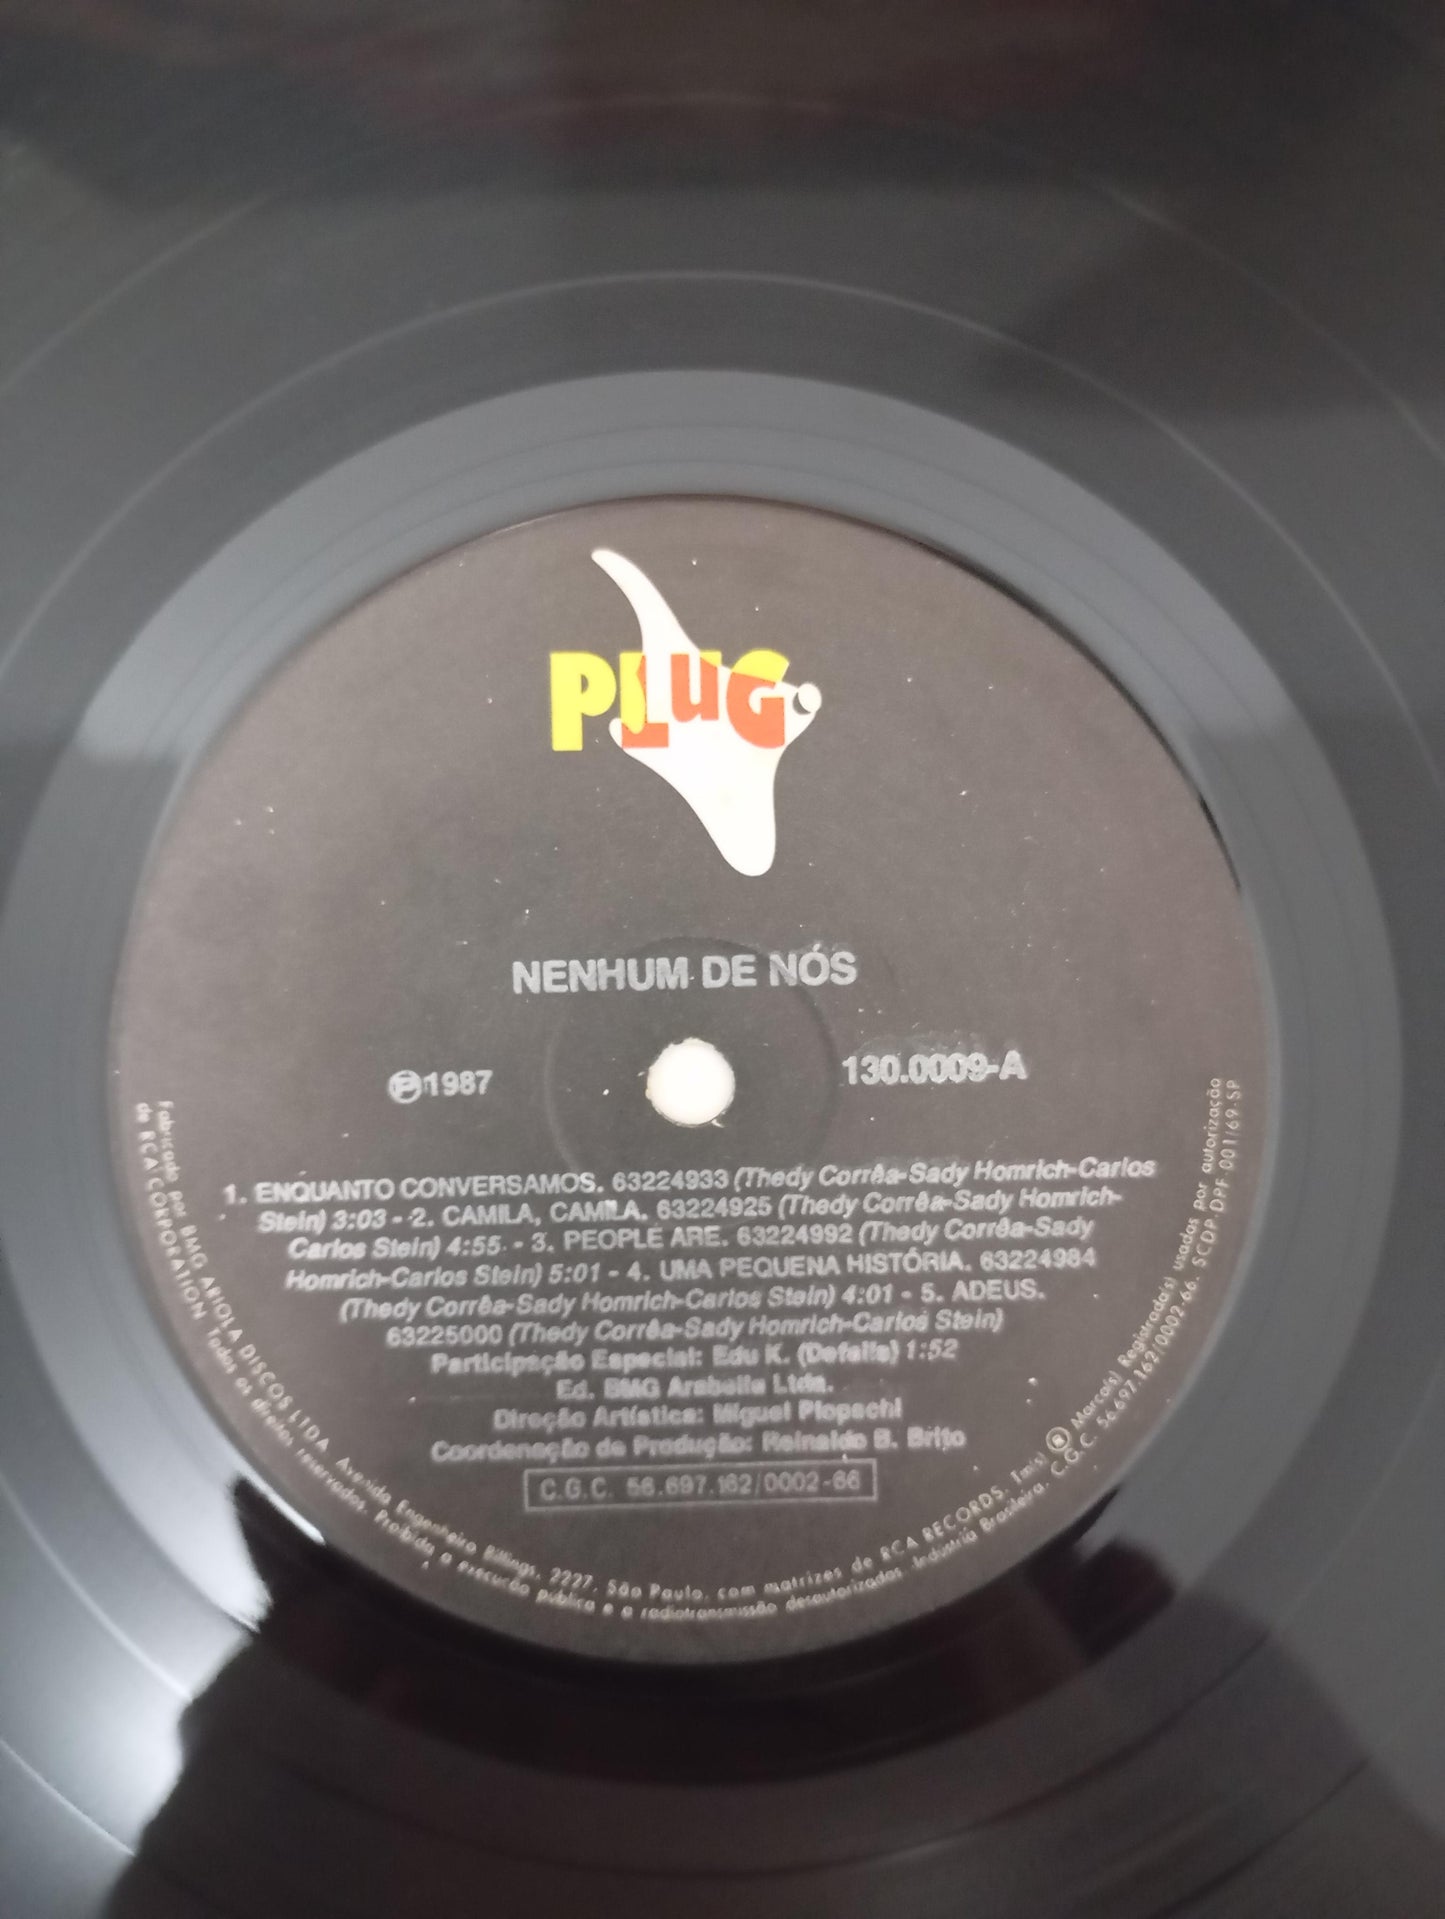 PLUG
NENHUM DE NÓS
℗1987
130.0009-A
1. ENQUANTO CONVERSAMOS. 63224933 (Thedy Corrêa-Sady Homrich-Carlos
Stein) 3:03 - 2. CAMILA, CAMILA. 63224925 (Thedy Corrêa-Sady Homrich-
Carlos Stein) 4:55. - 3. PEOPLE ARE. 63224992 (Thedy Corrêa-Sady
Homrich-Carlos Stein) 5:01 - 4. UMA PEQUENA HISTÓRIA. 63224984
(Thedy Corrêa-Sady Homrich-Carlos Stein) 4:01 - 5. ADEUS.
63225000 (Thedy Corrêa-Sady Homrich-Carlos Stein)
Participação Especial: Edu K. (Defalla) 1:52
Ed. BMG Arabella Ltda.
Direção Artística: Miguel Plopschi
Coordenação de Produção: Reinaldo B. Brito
C.G.C. 56.697.162/0002-66
Fabricado por BMG ARIOLA DISCOS LTDA. Avenida Engenheiro Billings, 2227. São Paulo, com matrizes de RCA RECORDS. Tm(s) ® Marca(s) Registrada(s) usadas por autorização
de RCA CORPORATION. Todos os direitos reservados. Proibida a execução pública e a radiotransmissão desautorizadas. Indústria Brasileira. C.G.C. 56.697.162/0002.66. SCDP-DPF 001/69-SP